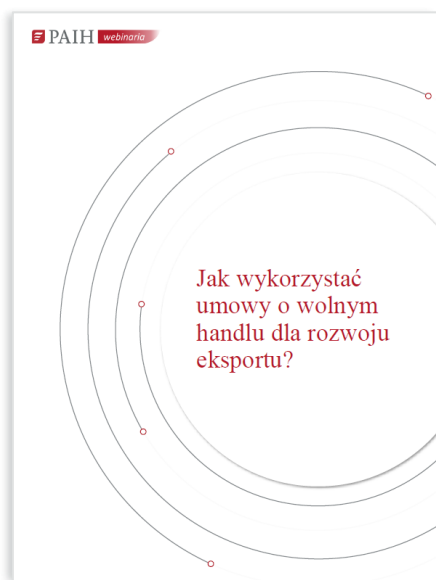 PAIH webinaria
Jak wykorzystać
umowy o wolnym
handlu dla rozwoju
eksportu?